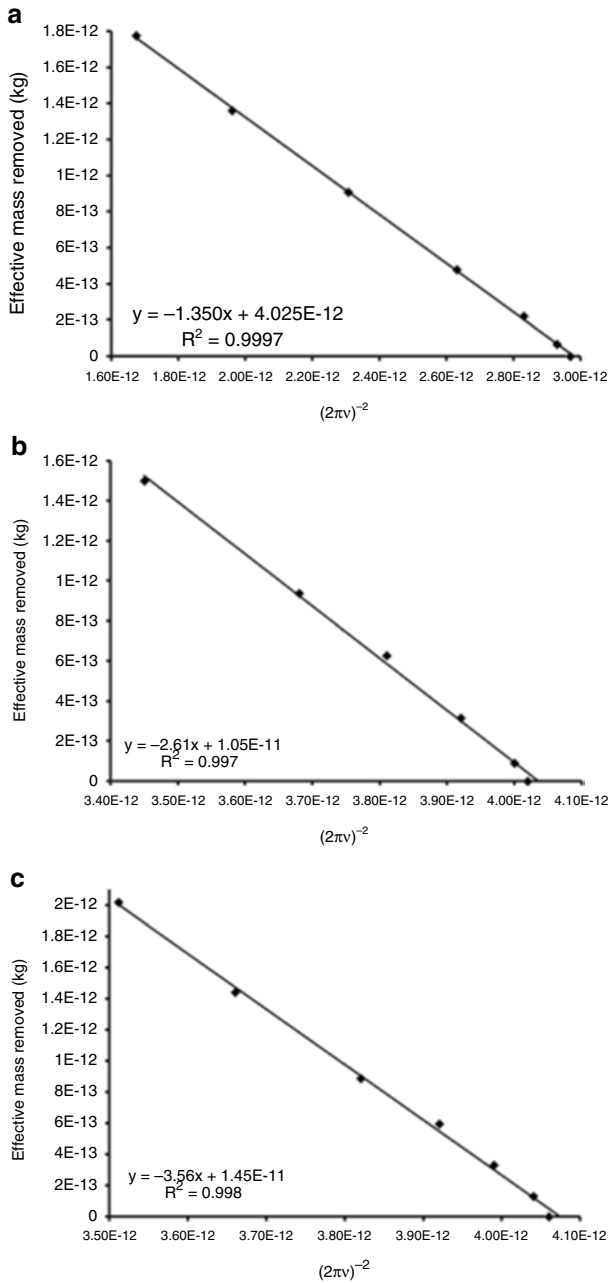 a
1.8E-12
1.6E-12
1.4E-12
1.2E-12
1E-12
8E-13
6E-13
4E-13
2E-13
0
Effective mass removed (kg)
y = −1.350x + 4.025E-12
R² = 0.9997
1.60E-12 1.80E-12 2.00E-12 2.20E-12 2.40E-12 2.60E-12 2.80E-12 3.00E-12
(2πν)⁻²
b
1.6E-12
1.4E-12
1.2E-12
1E-12
8E-13
6E-13
4E-13
2E-13
0
Effective mass removed (kg)
y = −2.61x + 1.05E-11
R² = 0.997
3.40E-12 3.50E-12 3.60E-12 3.70E-12 3.80E-12 3.90E-12 4.00E-12 4.10E-12
(2πν)⁻²
c
2E-12
1.8E-12
1.6E-12
1.4E-12
1.2E-12
1E-12
8E-13
6E-13
4E-13
2E-13
0
Effective mass removed (kg)
y = −3.56x + 1.45E-11
R² = 0.998
3.50E-12 3.60E-12 3.70E-12 3.80E-12 3.90E-12 4.00E-12 4.10E-12
(2πν)⁻²